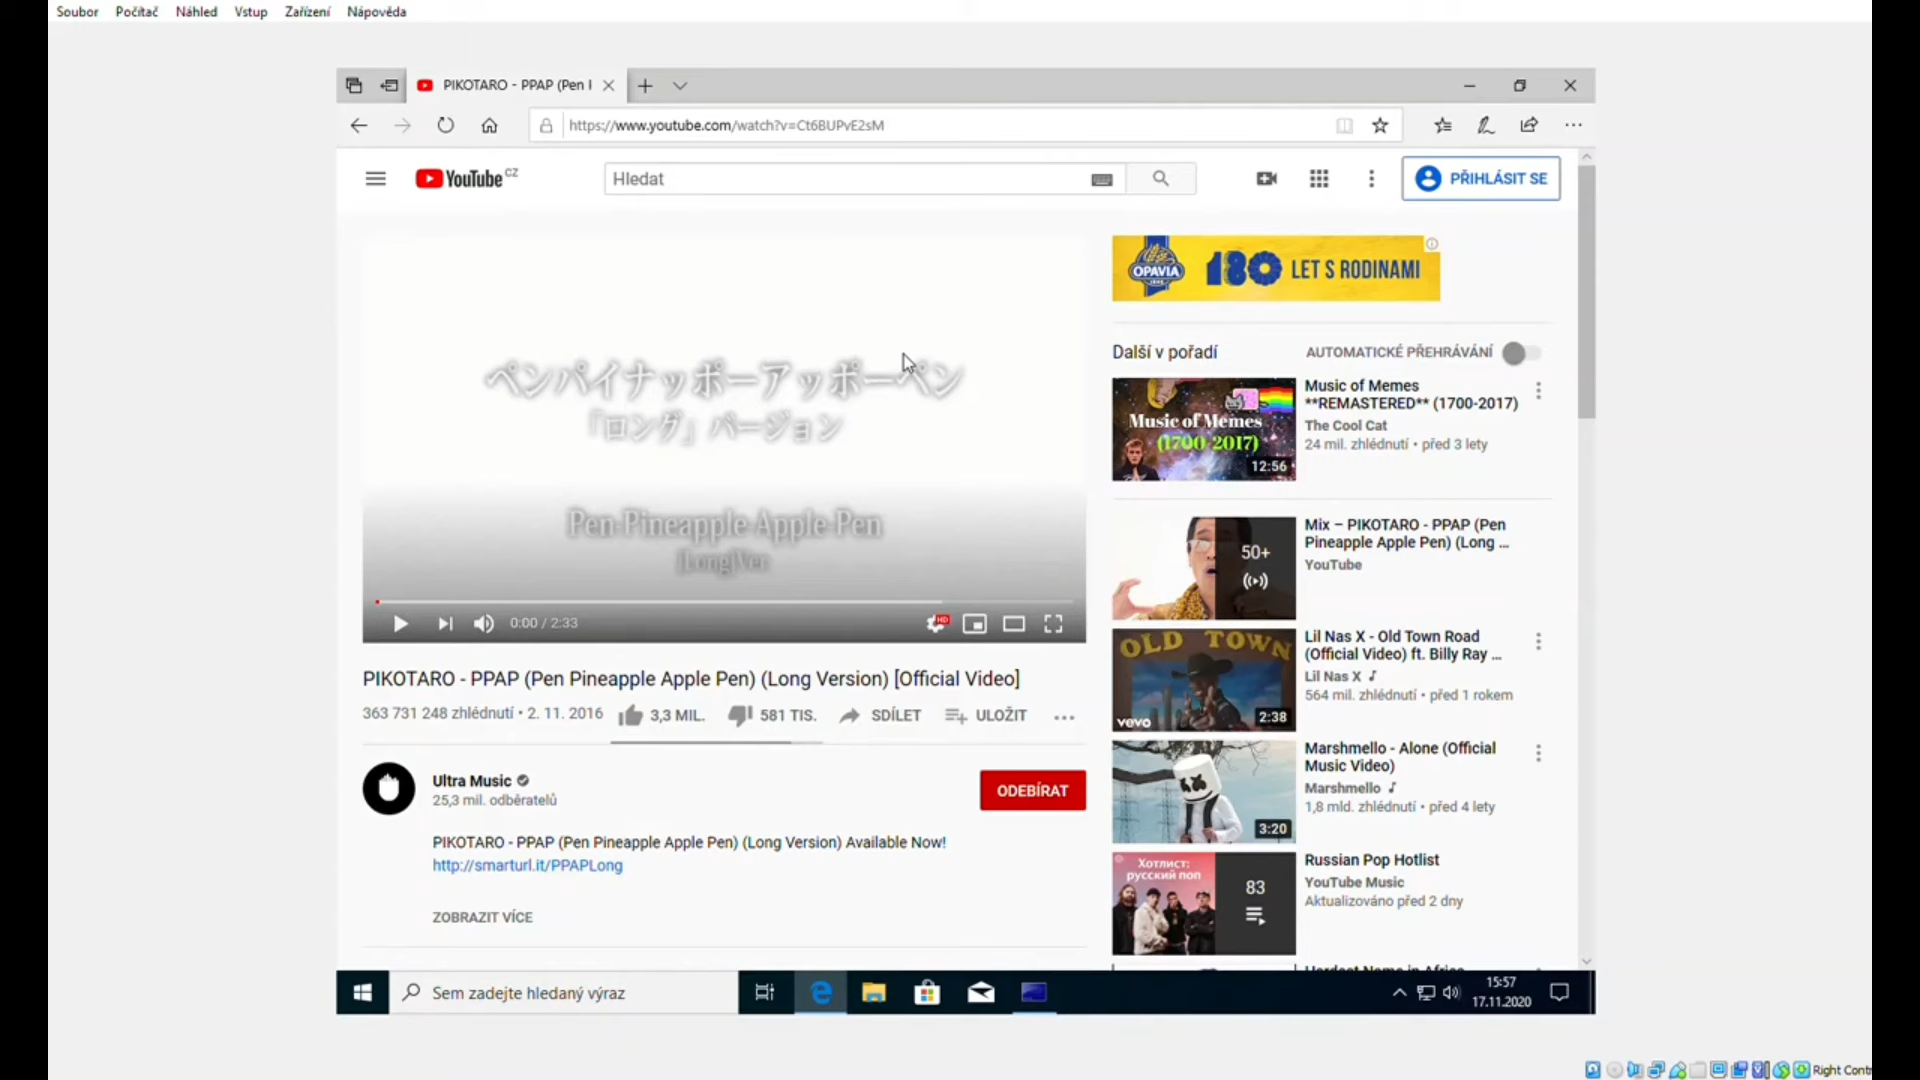 Soubor Počítač Náhled Vstup Zařízení Nápověda
PIKOTARO - PPAP (Pen
https://www.youtube.com/watch?v=Ct6BUPvE2sM
YouTube CZ
Hledat
PŘIHLÁSIT SE
ペンパイナッポーアッポーペン
「ロング」バージョン
Pen-Pineapple-Apple-Pen
[Long]Ver.
0:00 / 2:33
HD
PIKOTARO - PPAP (Pen Pineapple Apple Pen) (Long Version) [Official Video]
363 731 248 zhlédnutí • 2. 11. 2016
3,3 MIL.
581 TIS.
SDÍLET
ULOŽIT
Ultra Music
25,3 mil. odběratelů
ODEBÍRAT
PIKOTARO - PPAP (Pen Pineapple Apple Pen) (Long Version) Available Now!
http://smarturl.it/PPAPLong
ZOBRAZIT VÍCE
OPAVIA
180 LET S RODINAMI
Další v pořadí
AUTOMATICKÉ PŘEHRÁVÁNÍ
Music of Memes
(1700-2017)
12:56
Music of Memes
**REMASTERED** (1700-2017)
The Cool Cat
24 mil. zhlédnutí • před 3 lety
50+
Mix – PIKOTARO - PPAP (Pen
Pineapple Apple Pen) (Long ...
YouTube
OLD TOWN
vevo
2:38
Lil Nas X - Old Town Road
(Official Video) ft. Billy Ray ...
Lil Nas X
564 mil. zhlédnutí • před 1 rokem
3:20
Marshmello - Alone (Official
Music Video)
Marshmello
1,8 mld. zhlédnutí • před 4 lety
Хотлист:
русский поп
83
Russian Pop Hotlist
YouTube Music
Aktualizováno před 2 dny
Sem zadejte hledaný výraz
15:57
17.11.2020
Right Cont